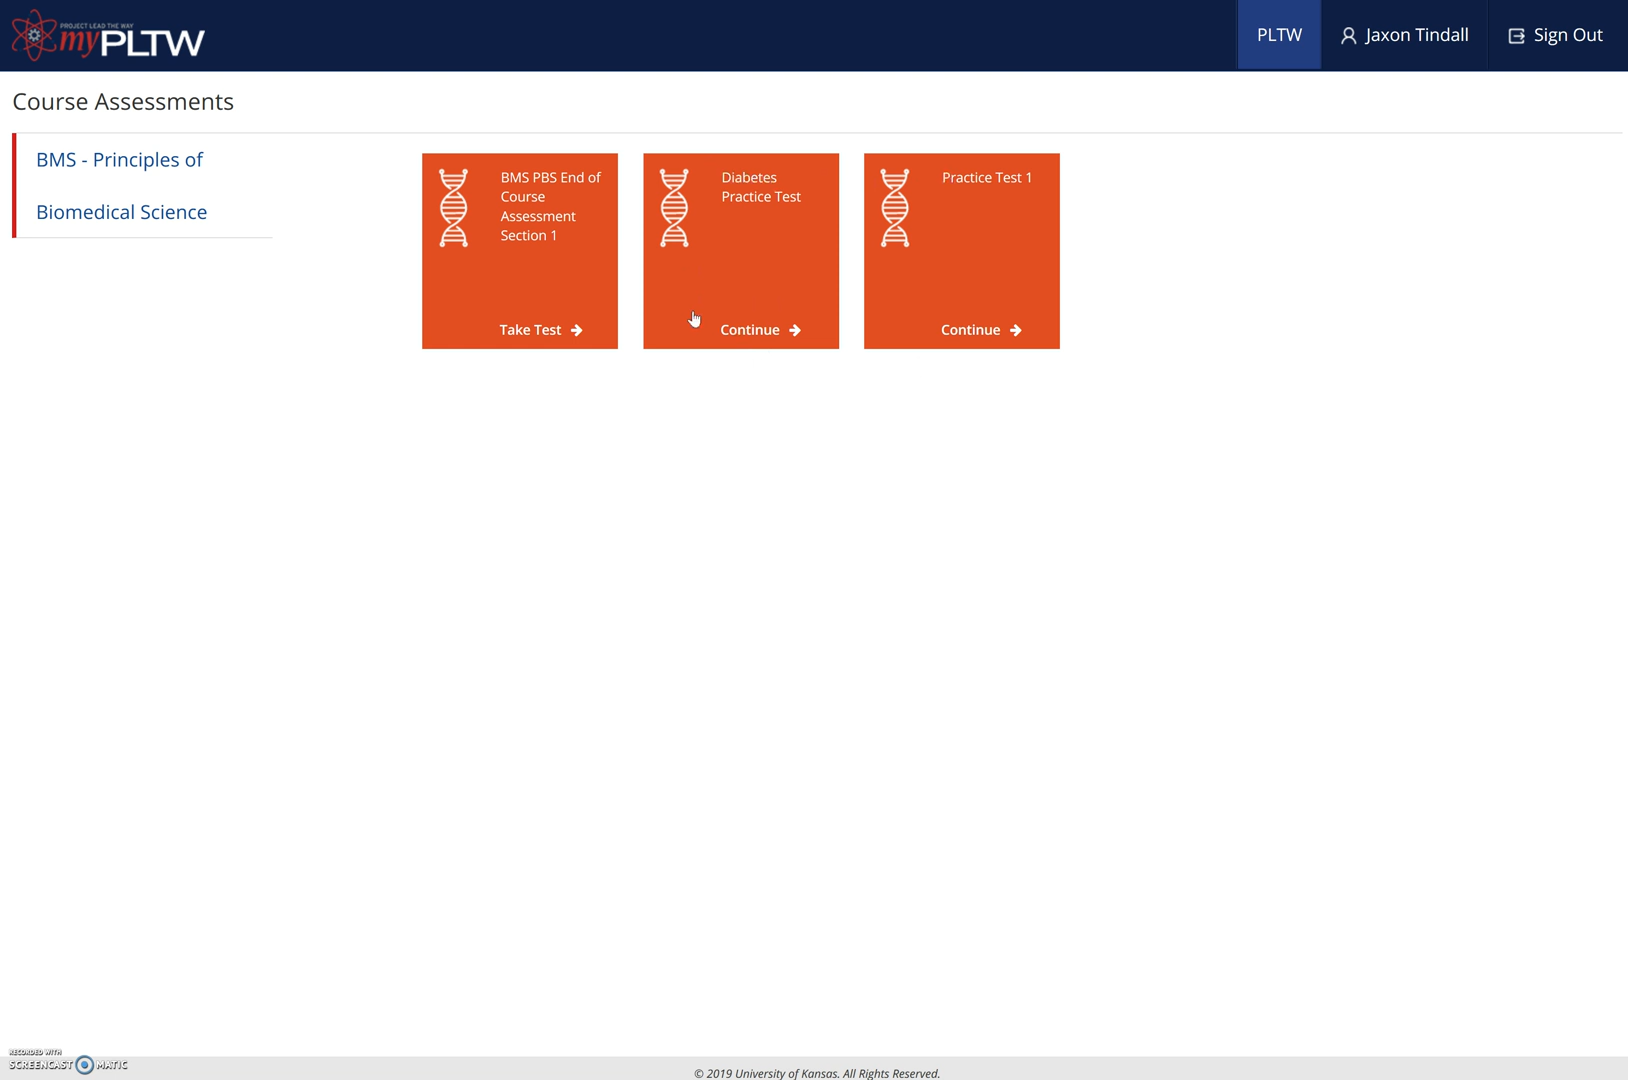 PROJECT LEAD THE WAY
myPLTW
PLTW
Jaxon Tindall
Sign Out
Course Assessments
BMS - Principles of
Biomedical Science
BMS PBS End of
Course
Assessment
Section 1
Take Test
Diabetes
Practice Test
Continue
Practice Test 1
Continue
RECORDED WITH
SCREENCAST MATIC
© 2019 University of Kansas. All Rights Reserved.